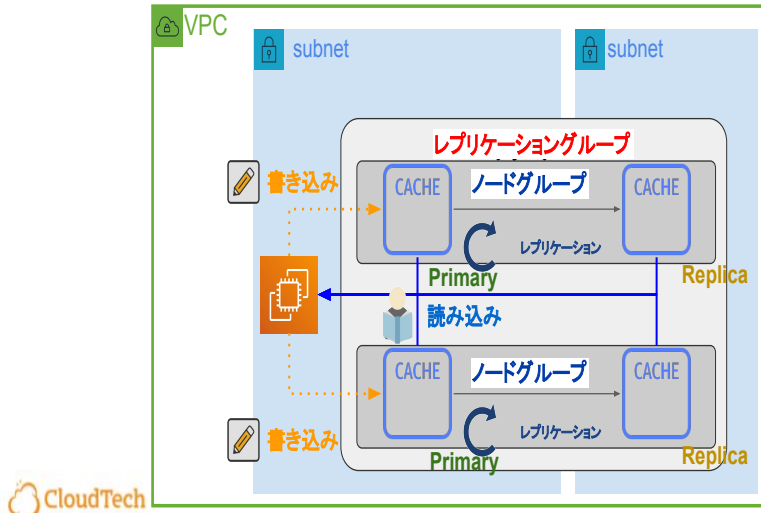 VPC
subnet
subnet
レプリケーショングループ
書き込み
CACHE
ノードグループ
CACHE
レプリケーション
Primary
Replica
読み込み
CACHE
ノードグループ
CACHE
書き込み
レプリケーション
Primary
Replica
CloudTech